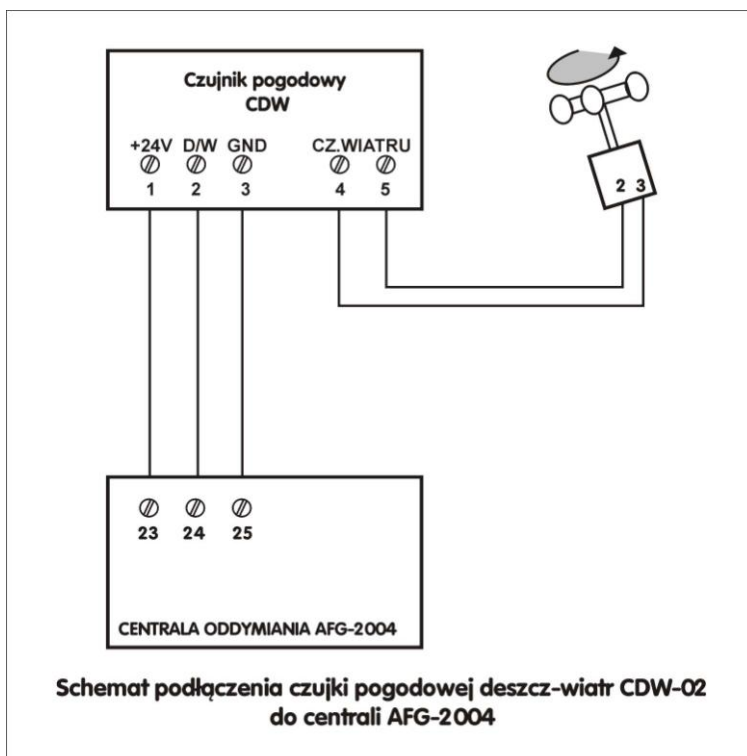 Czujnik pogodowy
CDW
+24V D/W GND CZ.WIATRU
1 2 3 4 5
2 3
23 24 25
CENTRALA ODDYMIANIA AFG-2004
Schemat podłączenia czujki pogodowej deszcz-wiatr CDW-02
do centrali AFG-2004